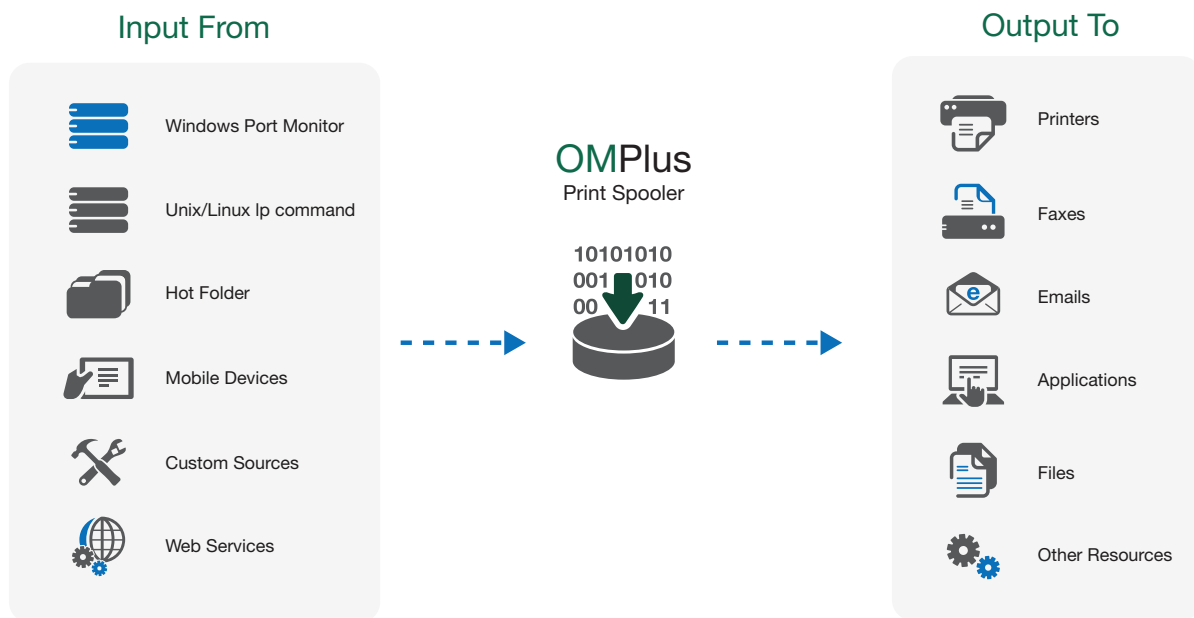 Input From
Windows Port Monitor
Unix/Linux lp command
Hot Folder
Mobile Devices
Custom Sources
Web Services
OMPlus
Print Spooler
10101010
001 010
00 11
Output To
Printers
Faxes
e
Emails
Applications
Files
Other Resources